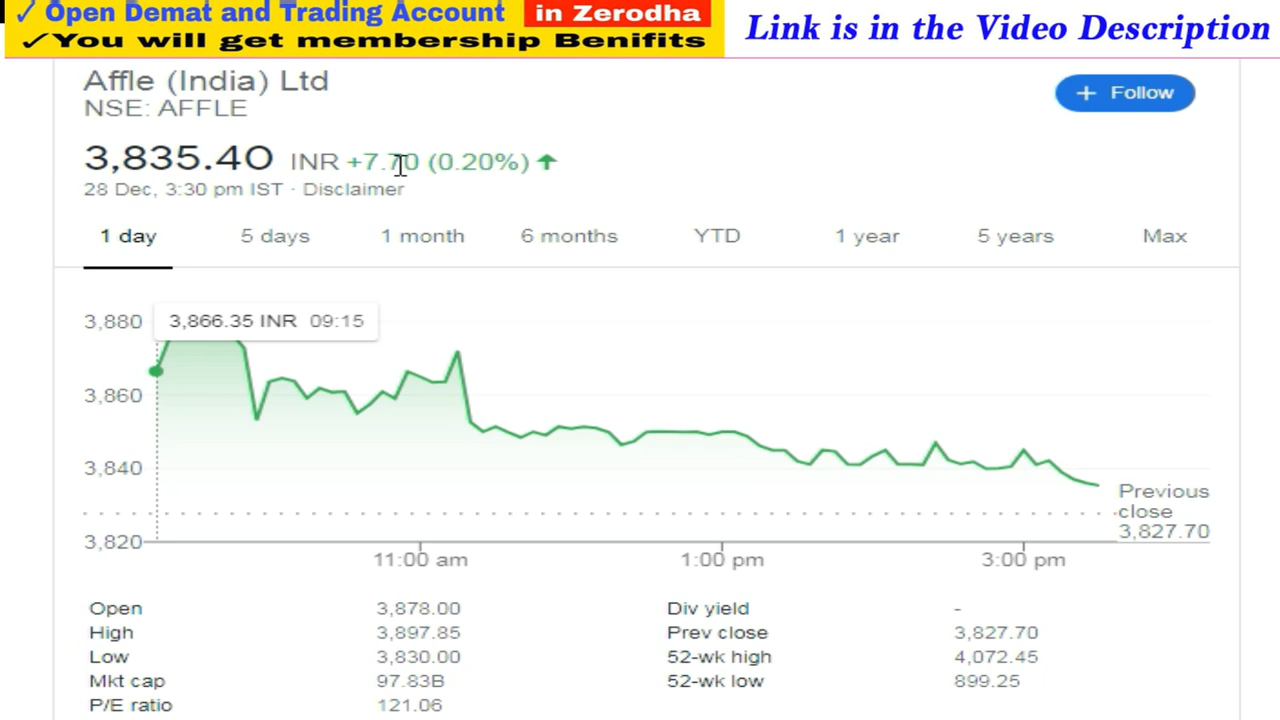 ✓ Open Demat and Trading Account in Zerodha
✓You will get membership Benifits
Link is in the Video Description
Affle (India) Ltd
NSE: AFFLE
+ Follow
3,835.40 INR +7.70 (0.20%) ↑
28 Dec, 3:30 pm IST · Disclaimer
1 day 5 days 1 month 6 months YTD 1 year 5 years Max
3,880
3,866.35 INR 09:15
3,860
3,840
3,820
Previous
close
3,827.70
11:00 am 1:00 pm 3:00 pm
Open 3,878.00 Div yield -
High 3,897.85 Prev close 3,827.70
Low 3,830.00 52-wk high 4,072.45
Mkt cap 97.83B 52-wk low 899.25
P/E ratio 121.06